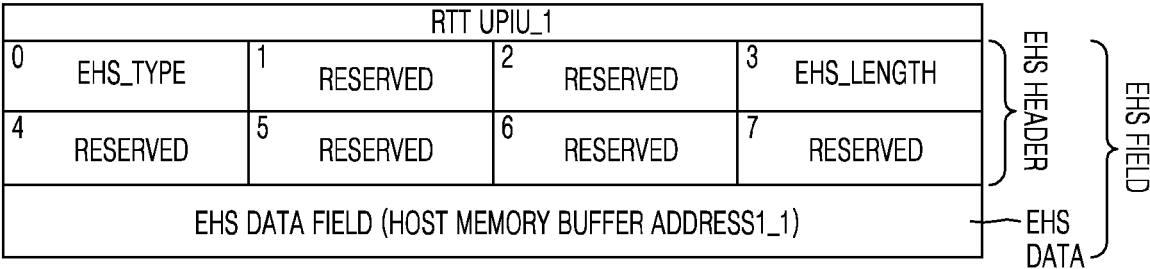 RTT UPIU_1
0 EHS_TYPE 1 RESERVED 2 RESERVED 3 EHS_LENGTH
4 RESERVED 5 RESERVED 6 RESERVED 7 RESERVED
EHS DATA FIELD (HOST MEMORY BUFFER ADDRESS1_1)
EHS HEADER
EHS DATA
EHS FIELD